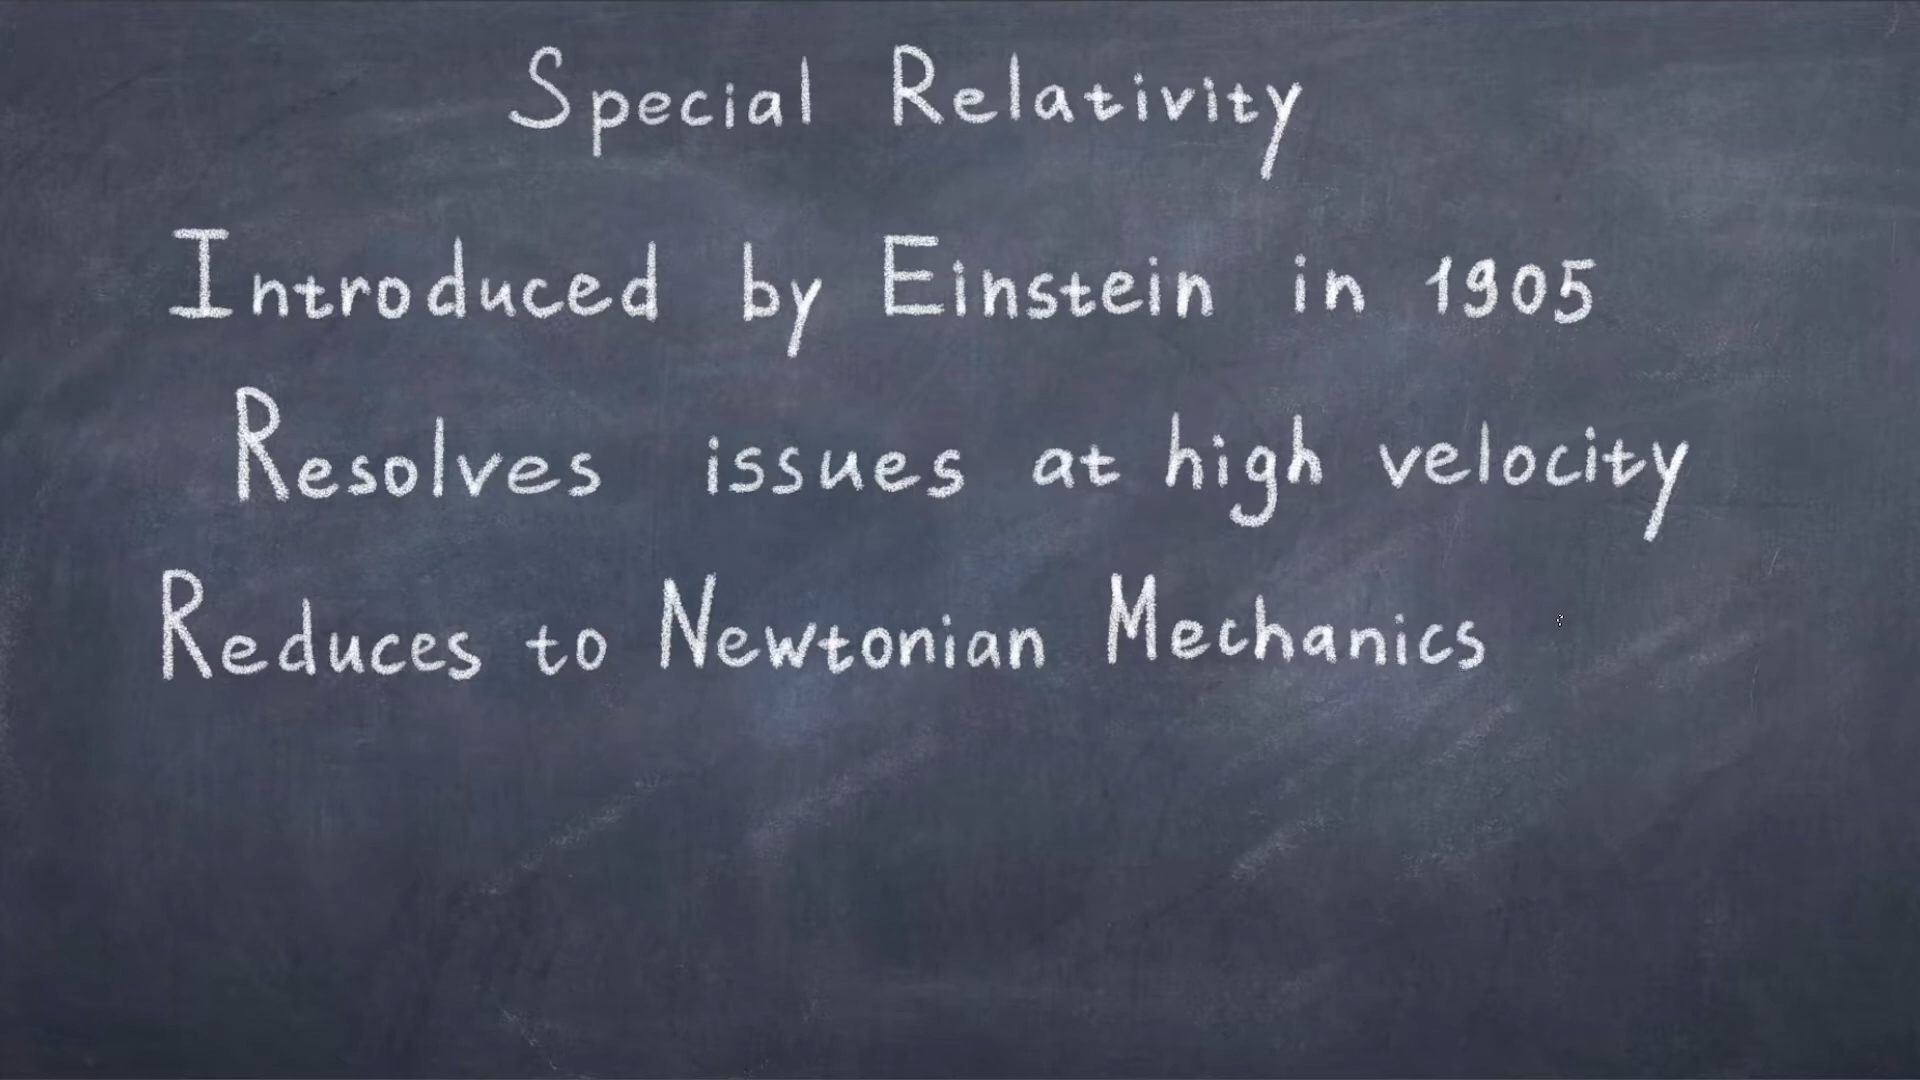 Special Relativity
Introduced by Einstein in 1905
Resolves issues at high velocity
Reduces to Newtonian Mechanics